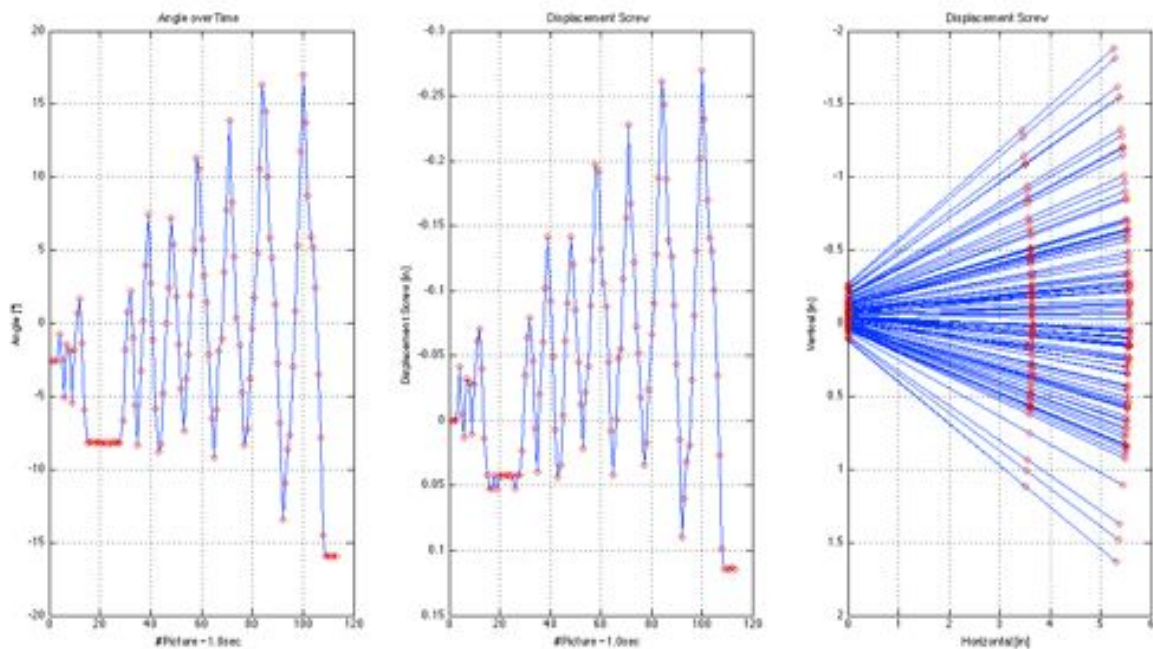 Angle over Time
20
15
10
5
0
-5
-10
-15
-20
Angle [°]
0 20 40 60 80 100 120
#Picture ~1.0sec
Displacement Screw
-0.3
-0.25
-0.2
-0.15
-0.1
-0.05
0
0.05
0.1
0.15
Displacement Screw [in]
0 20 40 60 80 100 120
#Picture ~1.0sec
Displacement Screw
-2
-1.5
-1
-0.5
0
0.5
1
1.5
2
Vertical [in]
0 1 2 3 4 5 6
Horizontal [in]